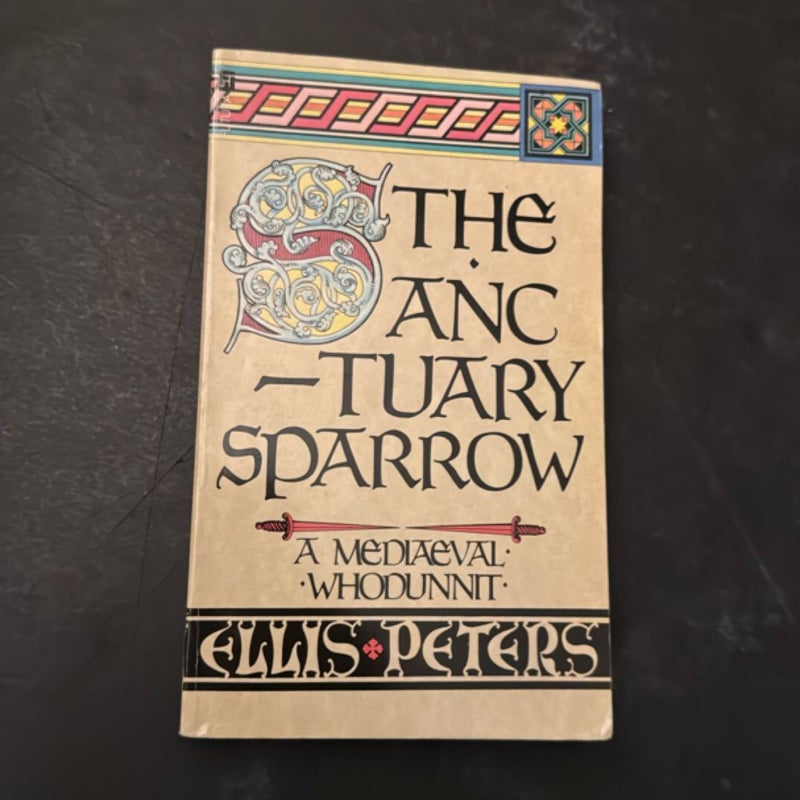 THE
SANC
-TUARY
SPARROW
A MEDIAEVAL·
·WHODUNNIT·
ELLIS PETERS